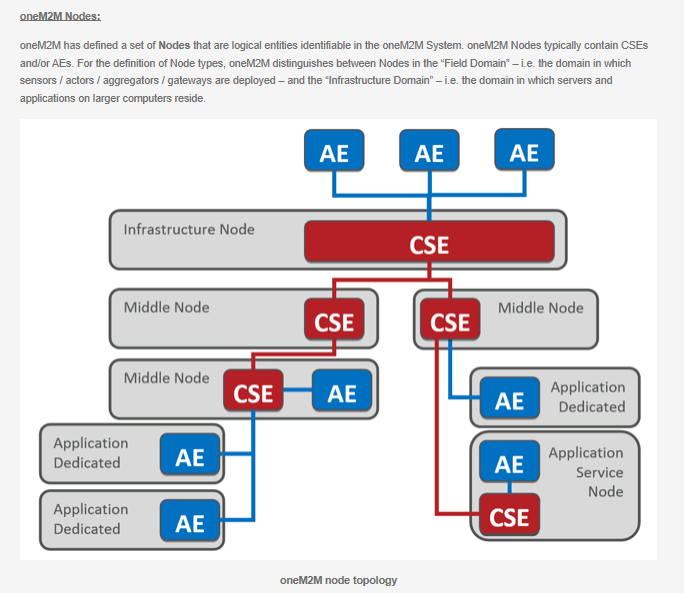 oneM2M Nodes:
oneM2M has defined a set of Nodes that are logical entities identifiable in the oneM2M System. oneM2M Nodes typically contain CSEs
and/or AEs. For the definition of Node types, oneM2M distinguishes between Nodes in the “Field Domain” – i.e. the domain in which
sensors / actors / aggregators / gateways are deployed – and the “Infrastructure Domain” – i.e. the domain in which servers and
applications on larger computers reside.
AE
AE
AE
Infrastructure Node
CSE
Middle Node
CSE
CSE
Middle Node
Middle Node
CSE
AE
AE
Application
Dedicated
Application
Dedicated
AE
AE
Application
Service
Node
CSE
Application
Dedicated
AE
oneM2M node topology